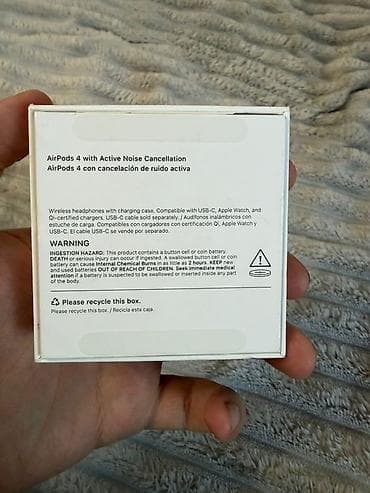 AirPods 4 with Active Noise Cancellation
AirPods 4 con cancelación de ruido activa
Wireless headphones with charging case. Compatible with USB-C, Apple Watch, and
Qi-certified chargers. USB-C cable sold separately. / Audífonos inalámbricos con
estuche de carga. Compatibles con cargadores con certificación Qi, Apple Watch y
USB-C. El cable USB-C se vende por separado.
WARNING
INGESTION HAZARD: This product contains a button cell or coin battery.
DEATH or serious injury can occur if ingested. A swallowed button cell or coin
battery can cause Internal Chemical Burns in as little as 2 hours. KEEP new
and used batteries OUT OF REACH OF CHILDREN. Seek immediate medical
attention if a battery is suspected to be swallowed or inserted inside any part
of the body.
Please recycle this box.
Please recycle this box. / Recicla esta caja.